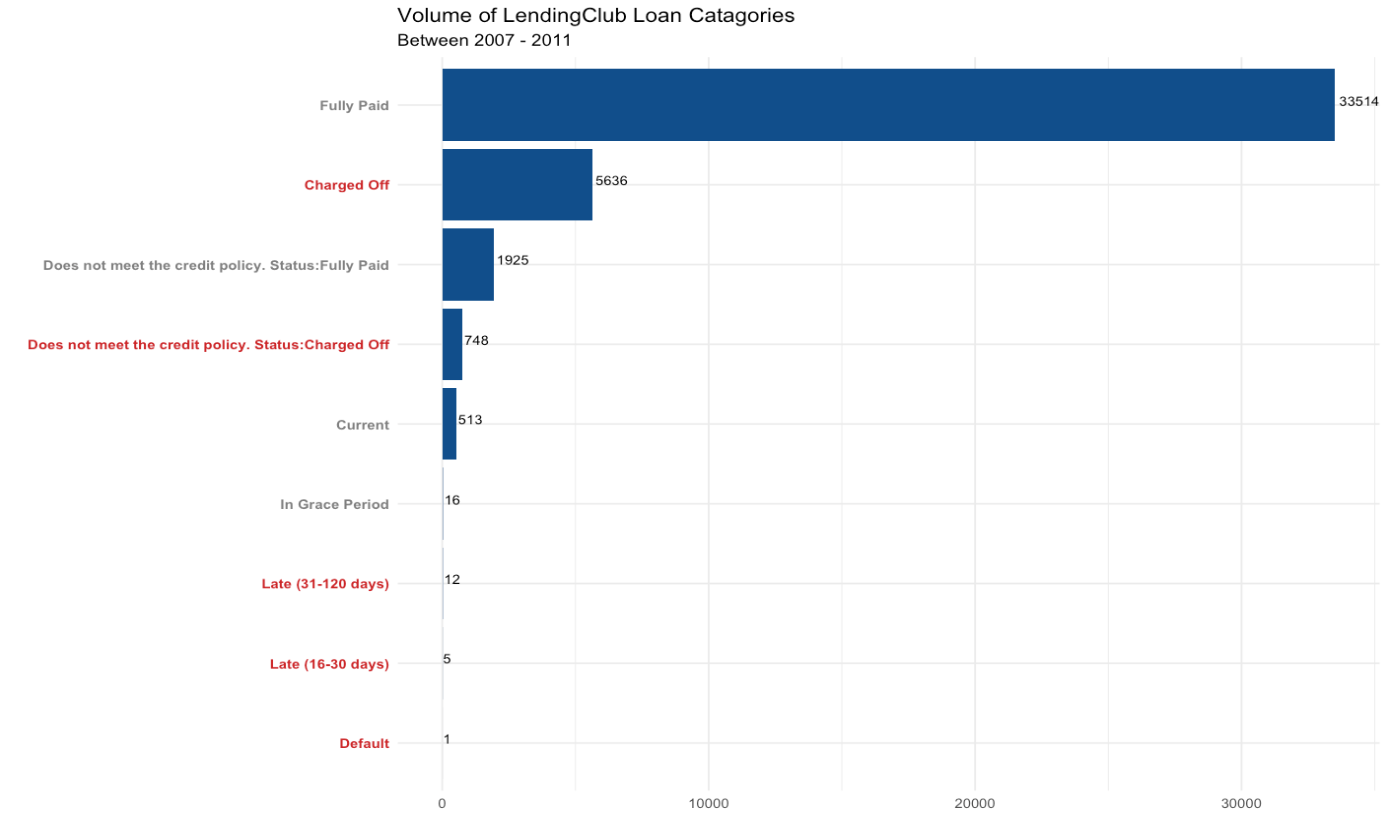 Volume of LendingClub Loan Catagories
Between 2007 - 2011
Fully Paid 33514
Charged Off 5636
Does not meet the credit policy. Status:Fully Paid 1925
Does not meet the credit policy. Status:Charged Off 748
Current 513
In Grace Period 16
Late (31-120 days) 12
Late (16-30 days) 5
Default 1
0 10000 20000 30000